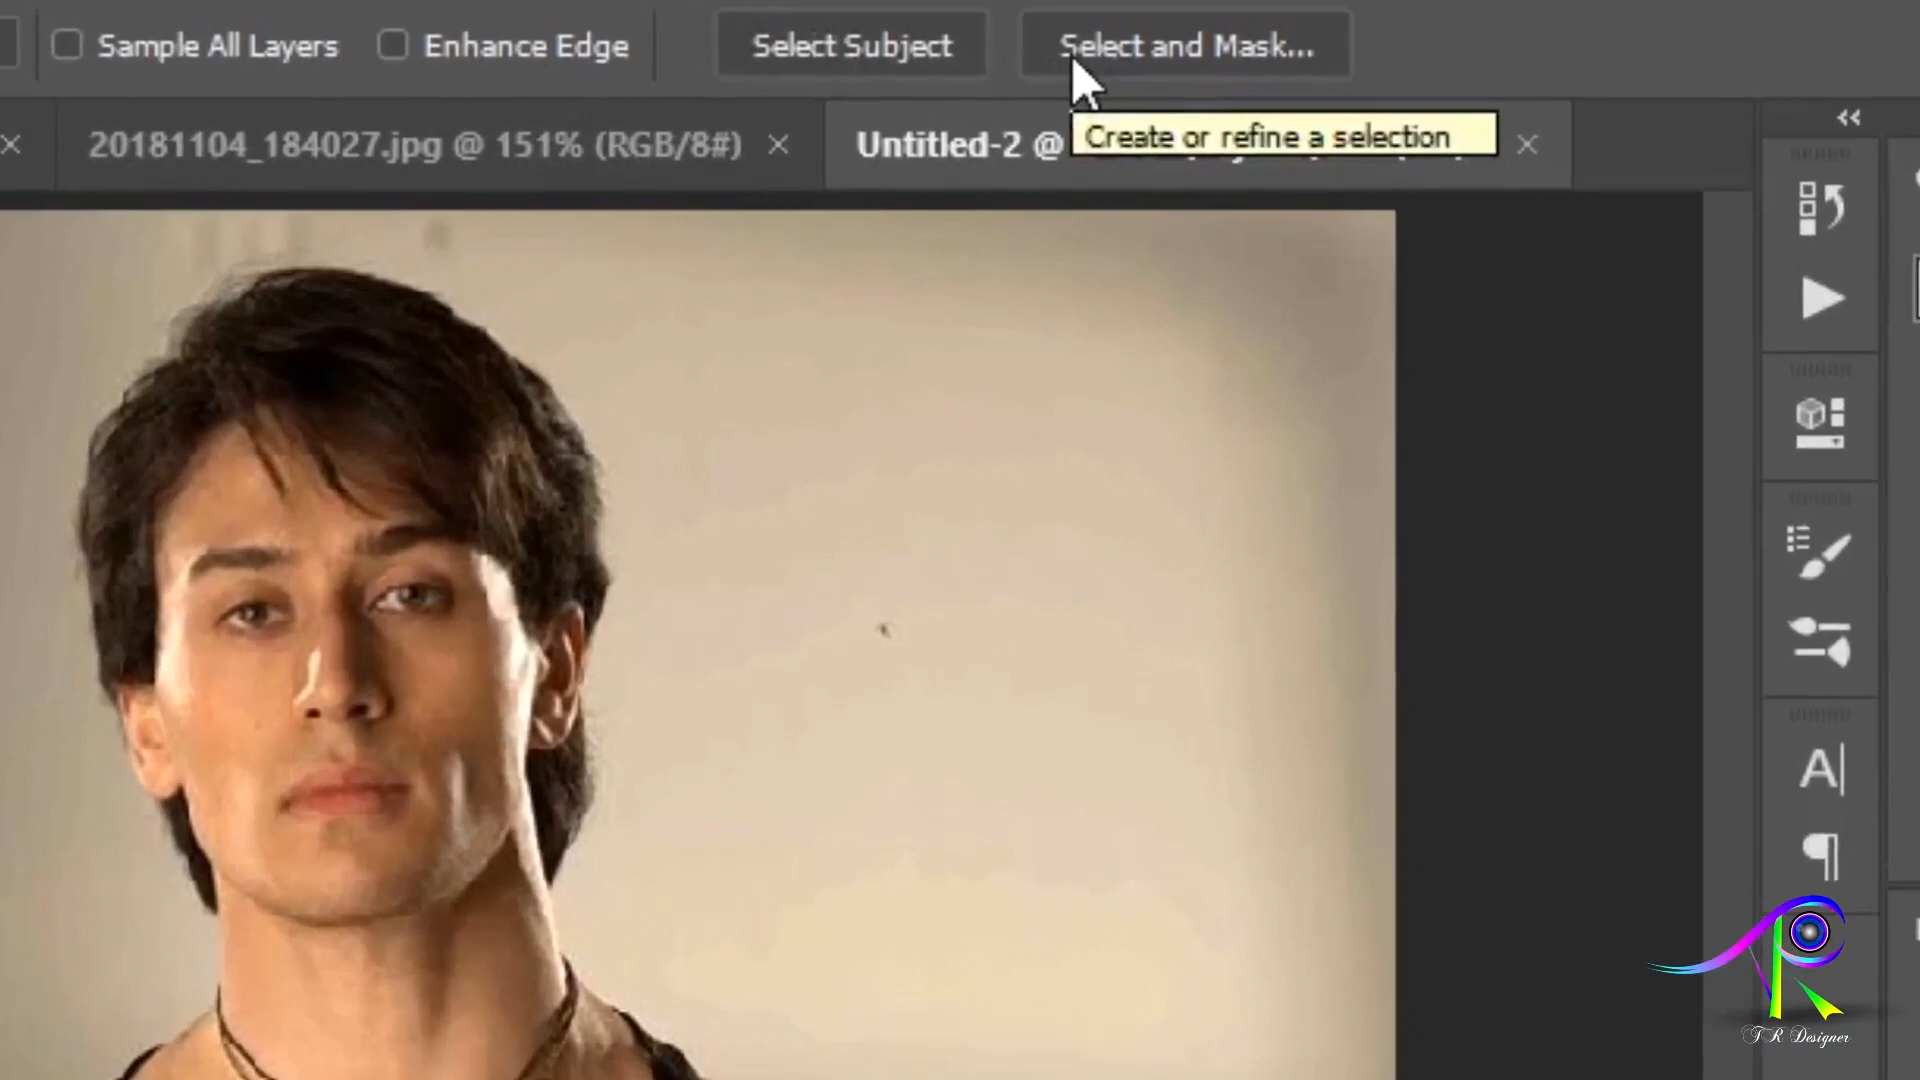 Sample All Layers Enhance Edge Select Subject Select and Mask...
20181104_184027.jpg @ 151% (RGB/8#) Untitled-2 @
Create or refine a selection
TR Designer